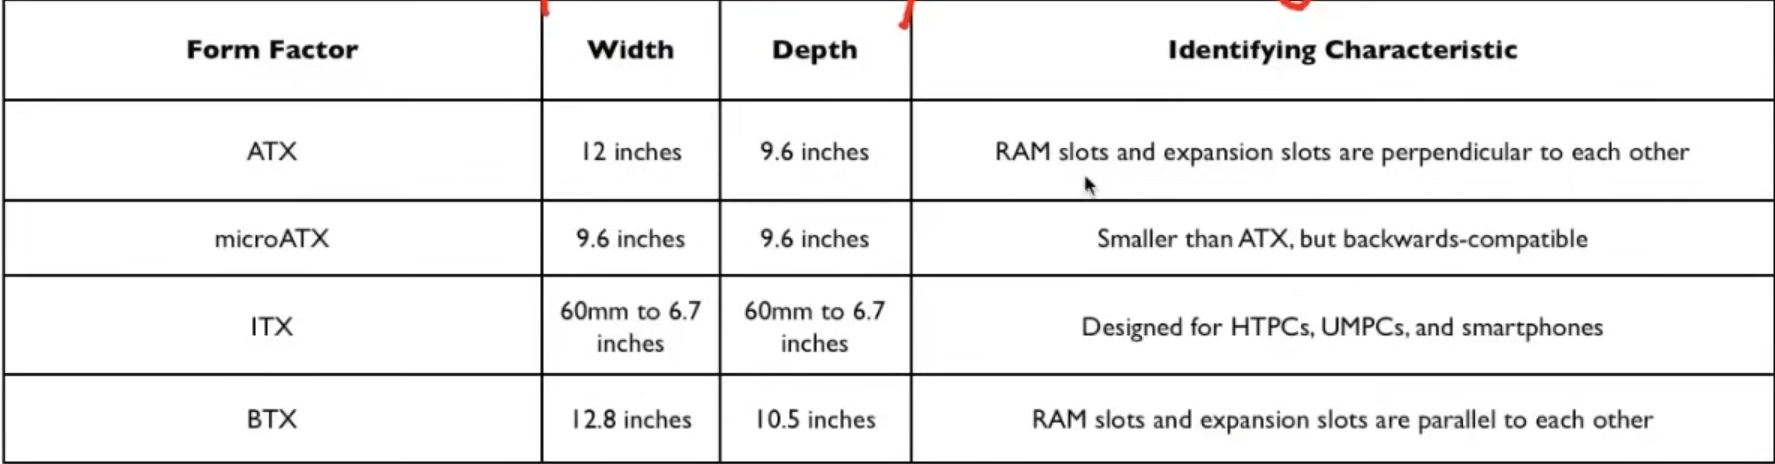 Form Factor Width Depth Identifying Characteristic
ATX 12 inches 9.6 inches RAM slots and expansion slots are perpendicular to each other
microATX 9.6 inches 9.6 inches Smaller than ATX, but backwards-compatible
ITX 60mm to 6.7 inches 60mm to 6.7 inches Designed for HTPCs, UMPCs, and smartphones
BTX 12.8 inches 10.5 inches RAM slots and expansion slots are parallel to each other